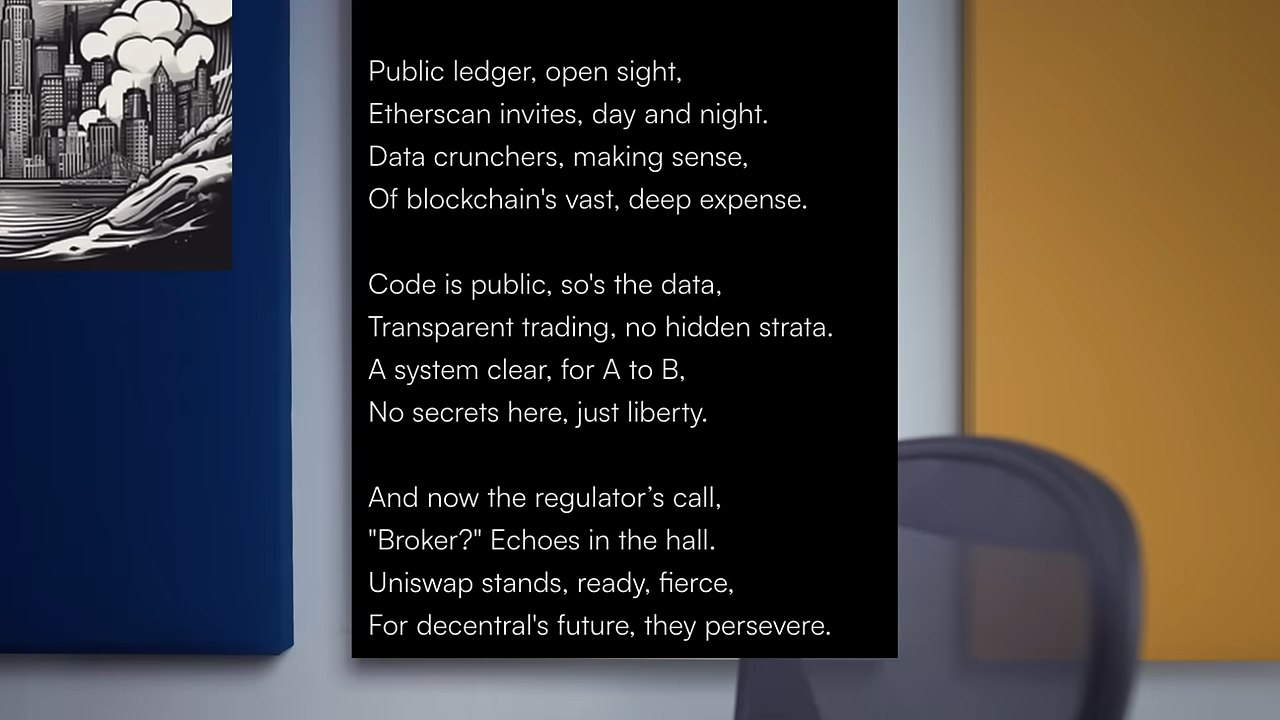 Public ledger, open sight,
Etherscan invites, day and night.
Data crunchers, making sense,
Of blockchain's vast, deep expense.
Code is public, so's the data,
Transparent trading, no hidden strata.
A system clear, for A to B,
No secrets here, just liberty.
And now the regulator’s call,
"Broker?" Echoes in the hall.
Uniswap stands, ready, fierce,
For decentral's future, they persevere.